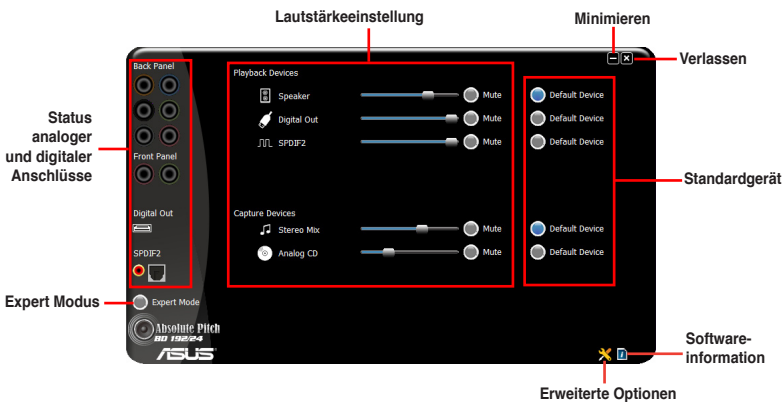 Lautstärkeeinstellung
Minimieren
Verlassen
Status
analoger
und digitaler
Anschlüsse
Back Panel
Front Panel
Digital Out
SPDIF2
Playback Devices
Speaker Mute Default Device
Digital Out Mute Default Device
SPDIF2 Mute Default Device
Capture Devices
Stereo Mix Mute Default Device
Analog CD Mute Default Device
Standardgerät
Expert Modus
Expert Mode
Absolute Pitch
BD 192/24
ASUS
Software-
information
Erweiterte Optionen